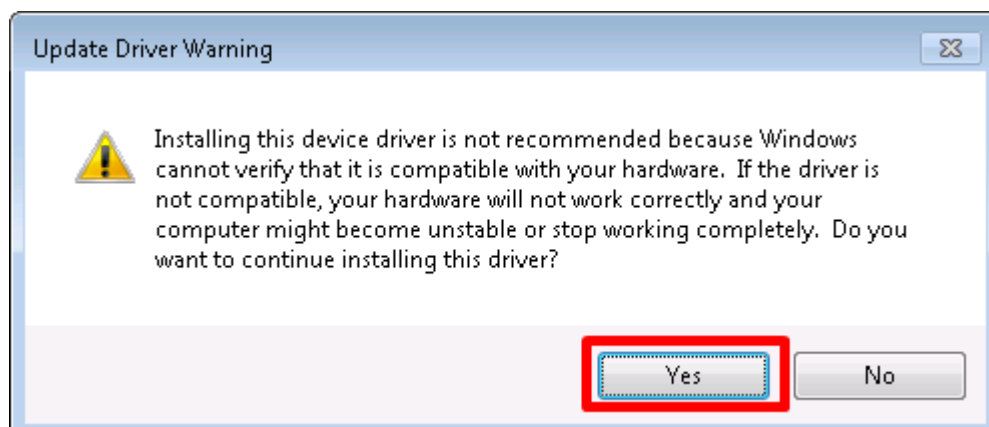 Update Driver Warning
Installing this device driver is not recommended because Windows
cannot verify that it is compatible with your hardware.  If the driver is
not compatible, your hardware will not work correctly and your
computer might become unstable or stop working completely.  Do you
want to continue installing this driver?
Yes
No